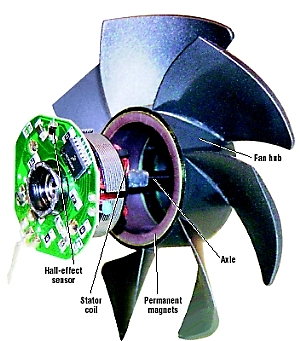 Fan hub
Axle
Hall-effect
sensor
Stator
coil
Permanent
magnets